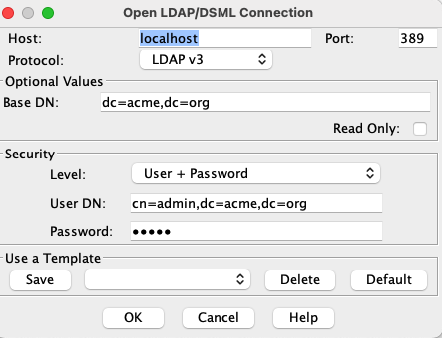 Open LDAP/DSML Connection
Host: localhost Port: 389
Protocol: LDAP v3
Optional Values
Base DN: dc=acme,dc=org
Read Only:
Security
Level: User + Password
User DN: cn=admin,dc=acme,dc=org
Password: •••••
Use a Template
Save Delete Default
OK Cancel Help